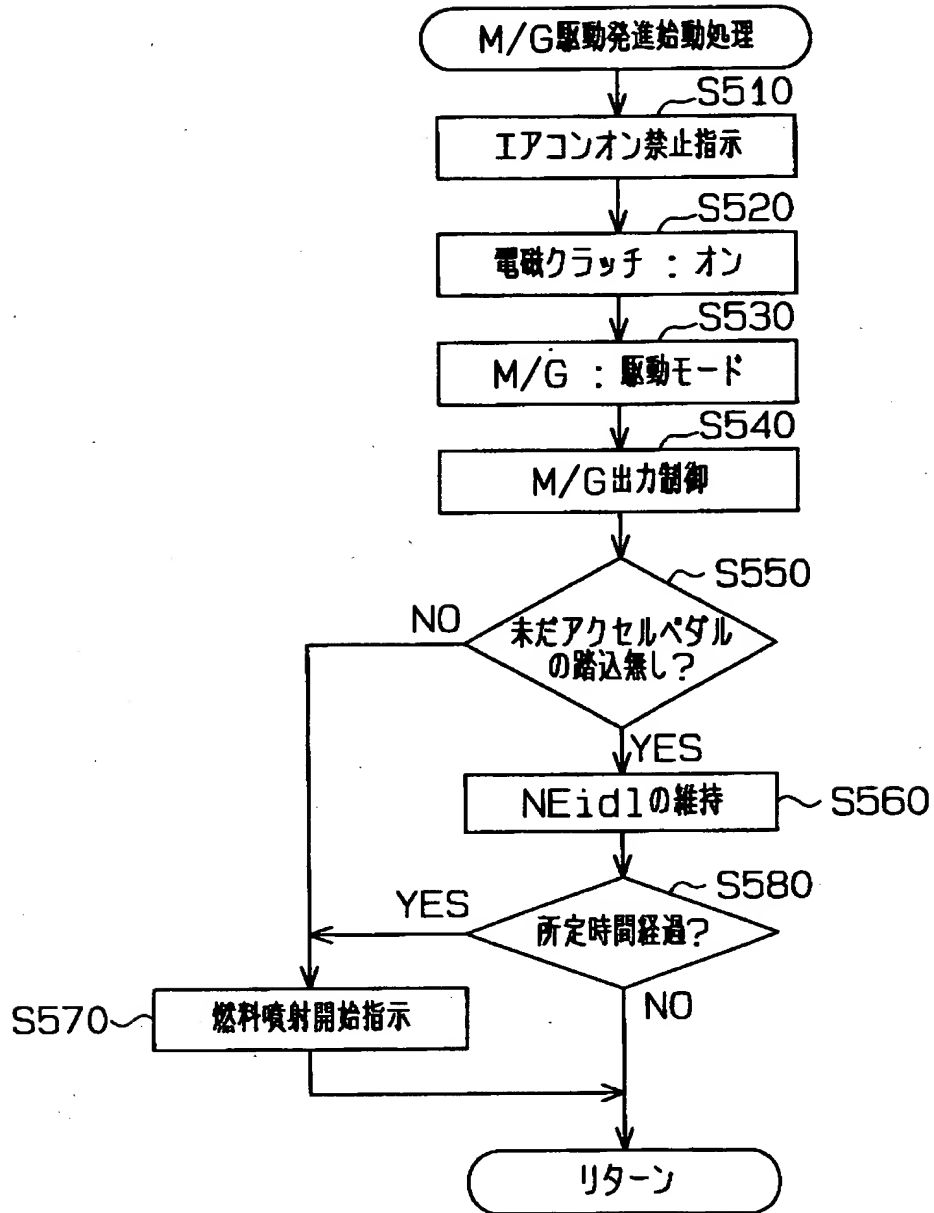 M/G駆動発進始動処理
S510
エアコンオン禁止指示
S520
電磁クラッチ : オン
S530
M/G : 駆動モード
S540
M/G出力制御
S550
NO
未だアクセルペダル
の踏込無し?
YES
NEidlの維持
S560
S580
YES
所定時間経過?
NO
S570
燃料噴射開始指示
リターン